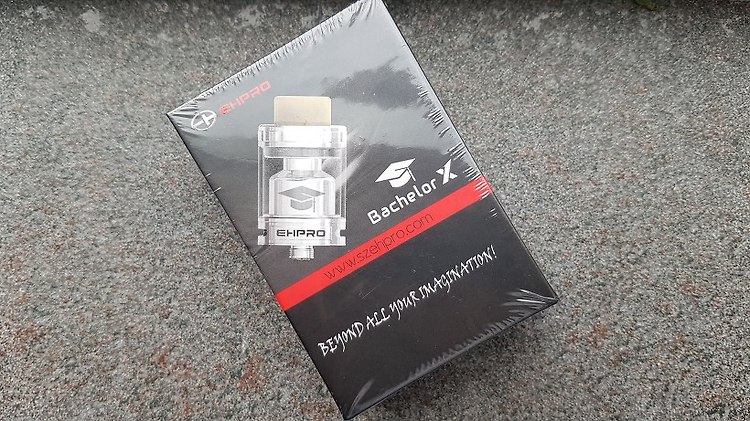 EHPRO
EHPRO
Bachelor X
www.szehpro.com
BEYOND ALL YOUR IMAGINATION!